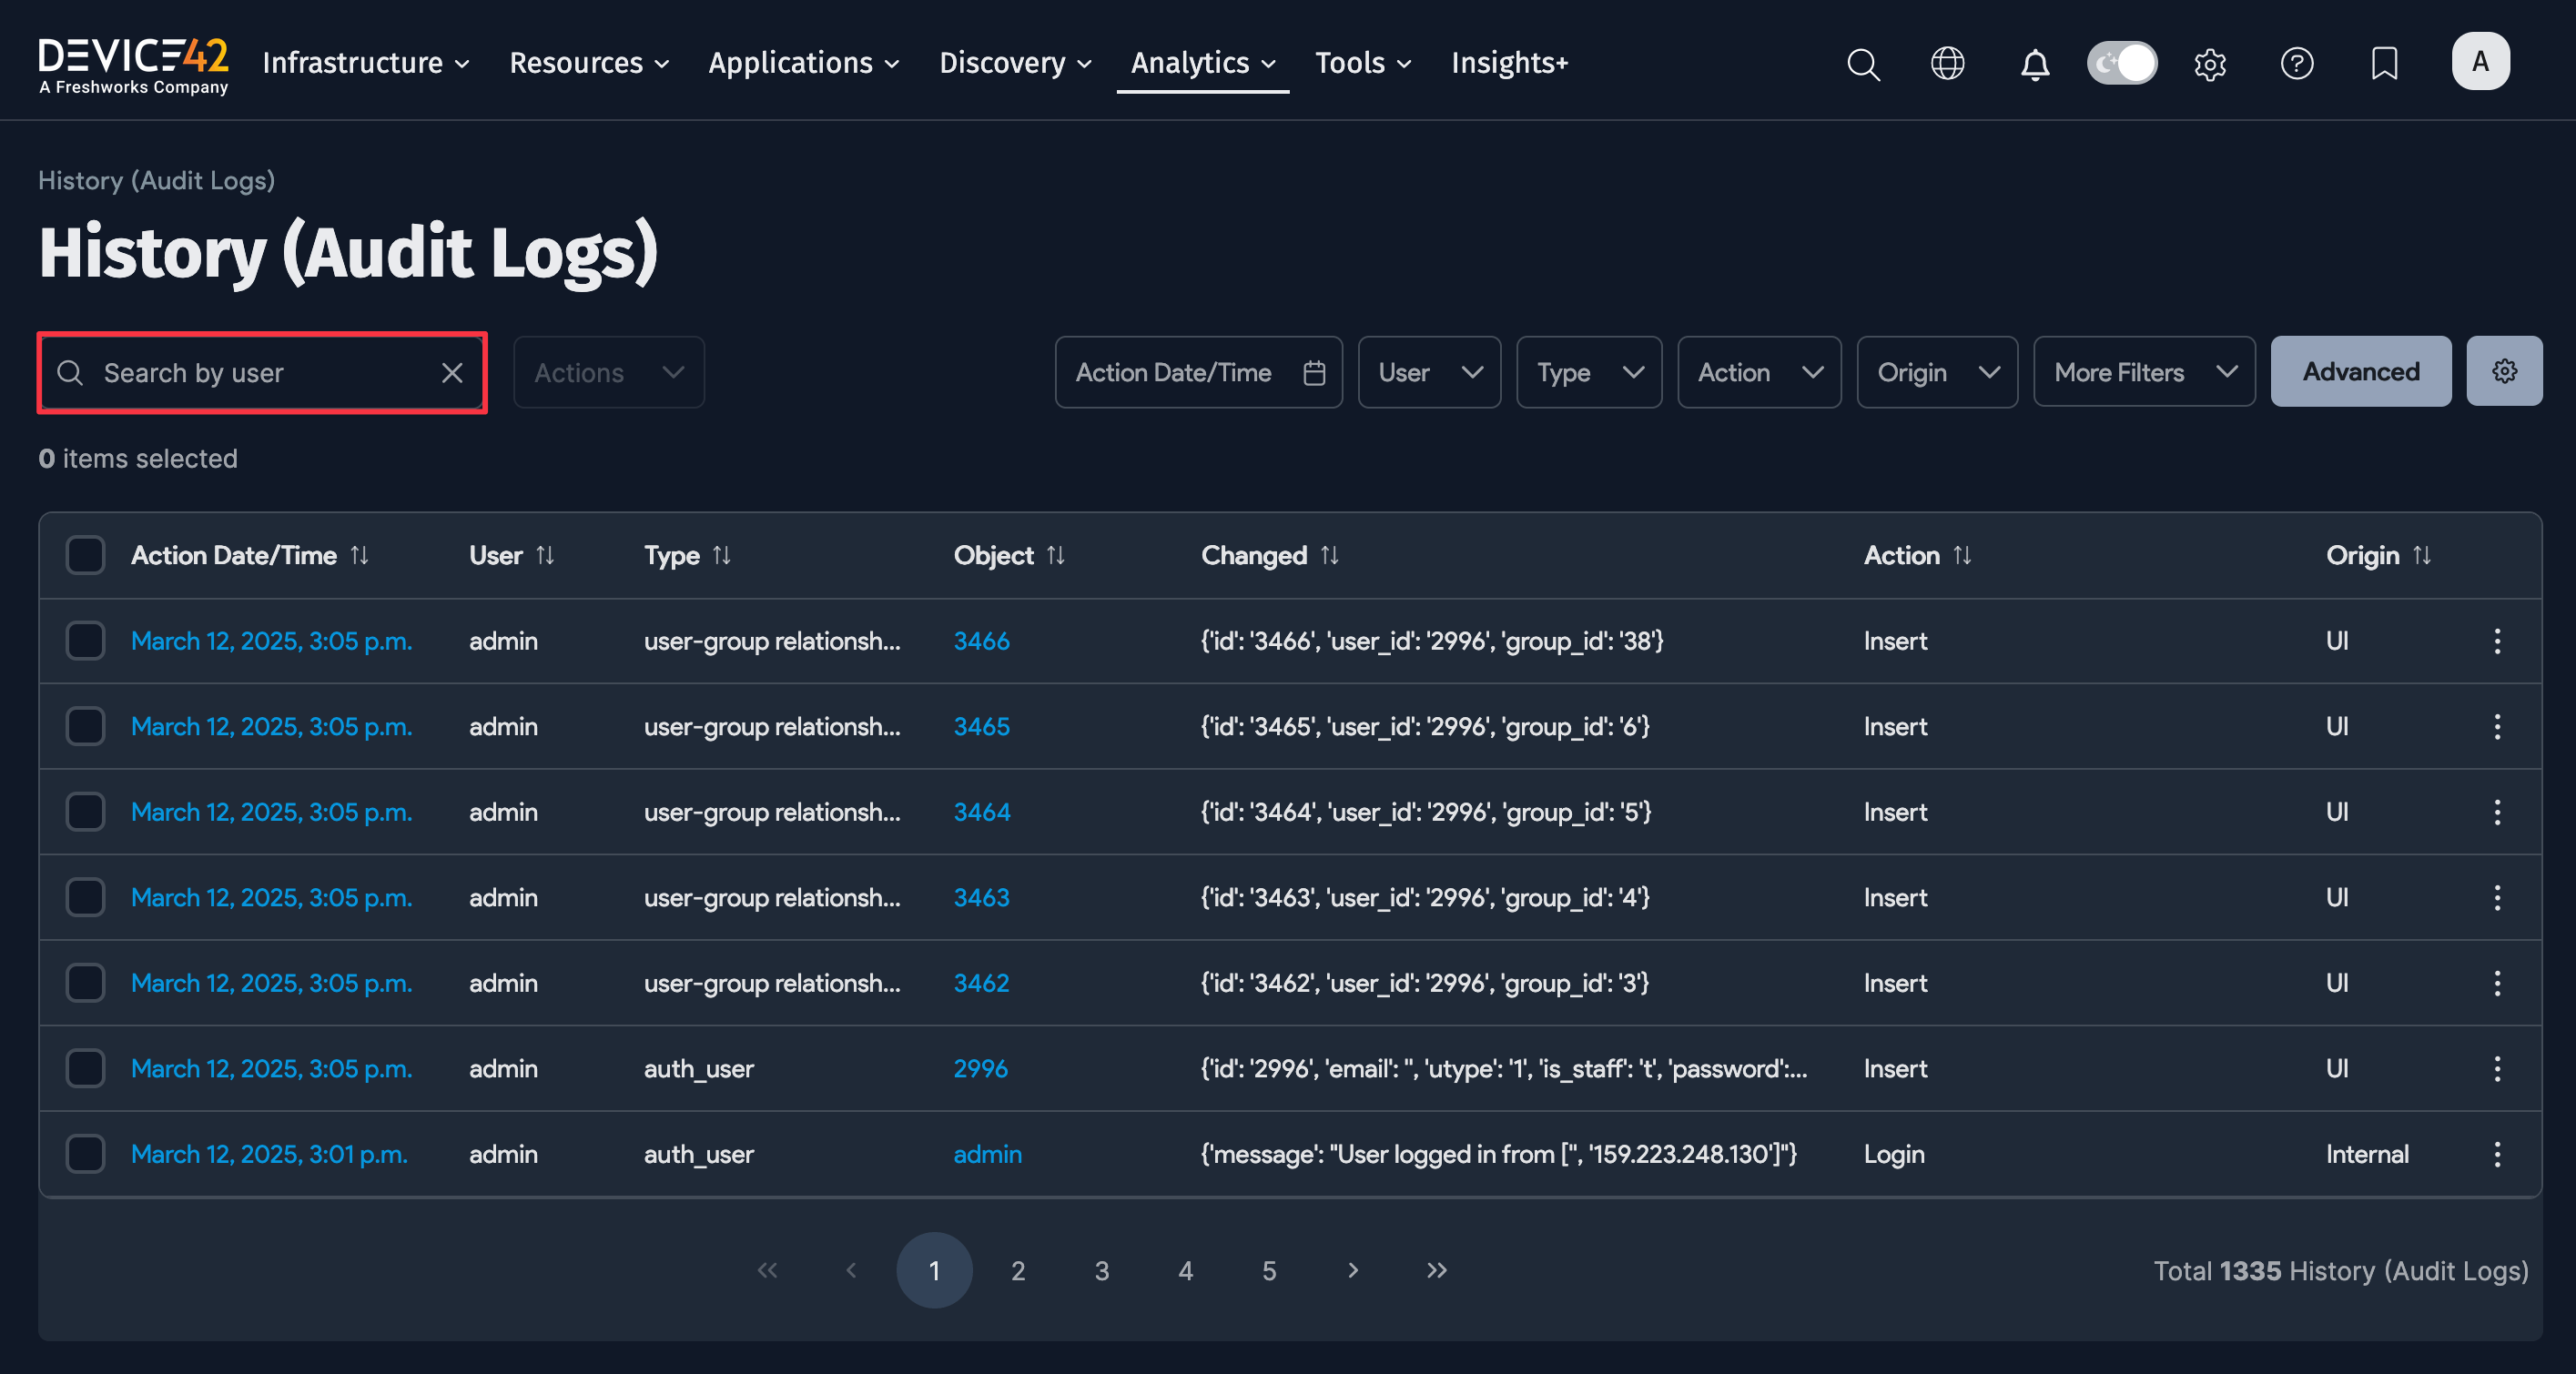 DEVICE42
A Freshworks Company
Infrastructure Resources Applications Discovery Analytics Tools Insights+ A
History (Audit Logs)
History (Audit Logs)
Search by user Actions Action Date/Time User Type Action Origin More Filters Advanced
0 items selected
Action Date/Time User Type Object Changed Action Origin
March 12, 2025, 3:05 p.m. admin user-group relationsh... 3466 {'id': '3466', 'user_id': '2996', 'group_id': '38'} Insert UI
March 12, 2025, 3:05 p.m. admin user-group relationsh... 3465 {'id': '3465', 'user_id': '2996', 'group_id': '6'} Insert UI
March 12, 2025, 3:05 p.m. admin user-group relationsh... 3464 {'id': '3464', 'user_id': '2996', 'group_id': '5'} Insert UI
March 12, 2025, 3:05 p.m. admin user-group relationsh... 3463 {'id': '3463', 'user_id': '2996', 'group_id': '4'} Insert UI
March 12, 2025, 3:05 p.m. admin user-group relationsh... 3462 {'id': '3462', 'user_id': '2996', 'group_id': '3'} Insert UI
March 12, 2025, 3:05 p.m. admin auth_user 2996 {'id': '2996', 'email': '', 'utype': '1', 'is_staff': 't', 'password':... Insert UI
March 12, 2025, 3:01 p.m. admin auth_user admin {'message': "User logged in from ['', '159.223.248.130']"} Login Internal
1 2 3 4 5 Total 1335 History (Audit Logs)